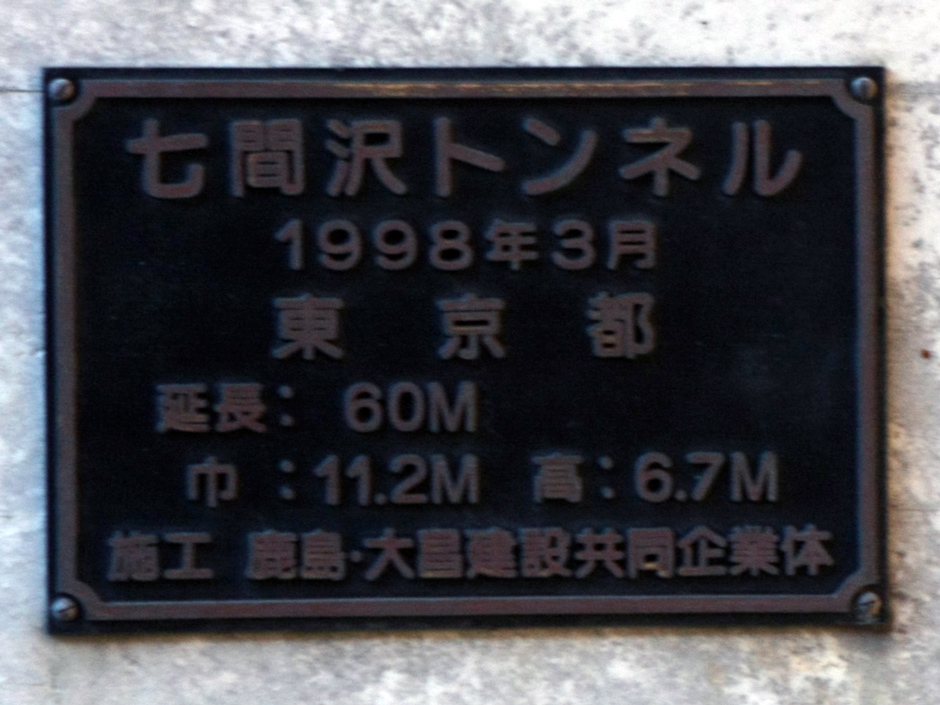 七間沢トンネル
1998年3月
東京都
延長： 60M
巾 ：11.2M 高：6.7M
施工 鹿島・大昌建設共同企業体